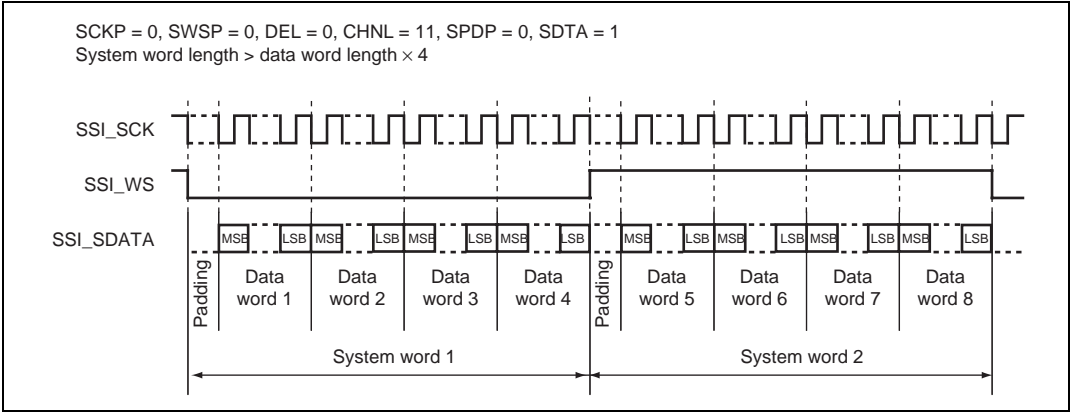 SCKP = 0, SWSP = 0, DEL = 0, CHNL = 11, SPDP = 0, SDTA = 1
System word length > data word length × 4
SSI_SCK
SSI_WS
SSI_SDATA
MSB LSB MSB LSB MSB LSB MSB LSB MSB LSB MSB LSB MSB LSB MSB LSB
Padding
Data word 1
Data word 2
Data word 3
Data word 4
Padding
Data word 5
Data word 6
Data word 7
Data word 8
System word 1
System word 2